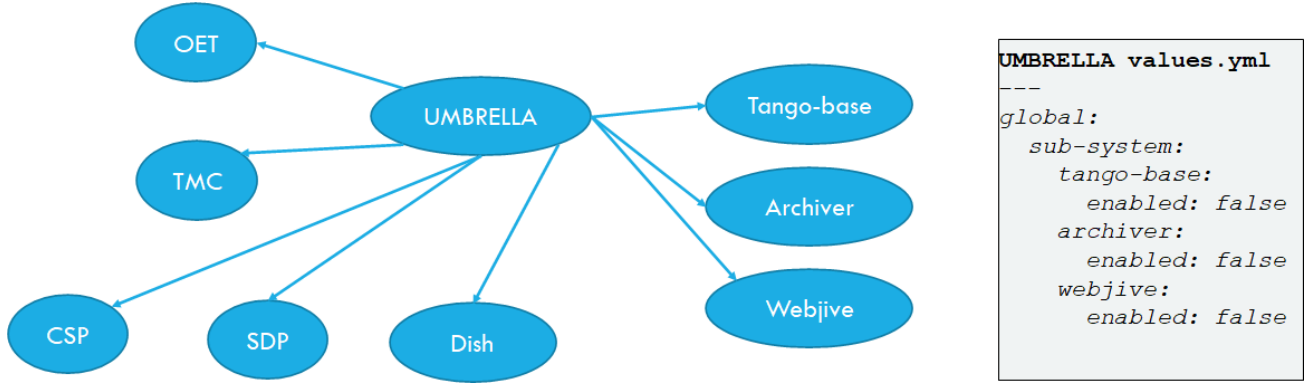 OET
UMBRELLA
Tango-base
TMC
Archiver
CSP
SDP
Dish
Webjive
UMBRELLA values.yml
---
global:
  sub-system:
    tango-base:
      enabled: false
    archiver:
      enabled: false
    webjive:
      enabled: false